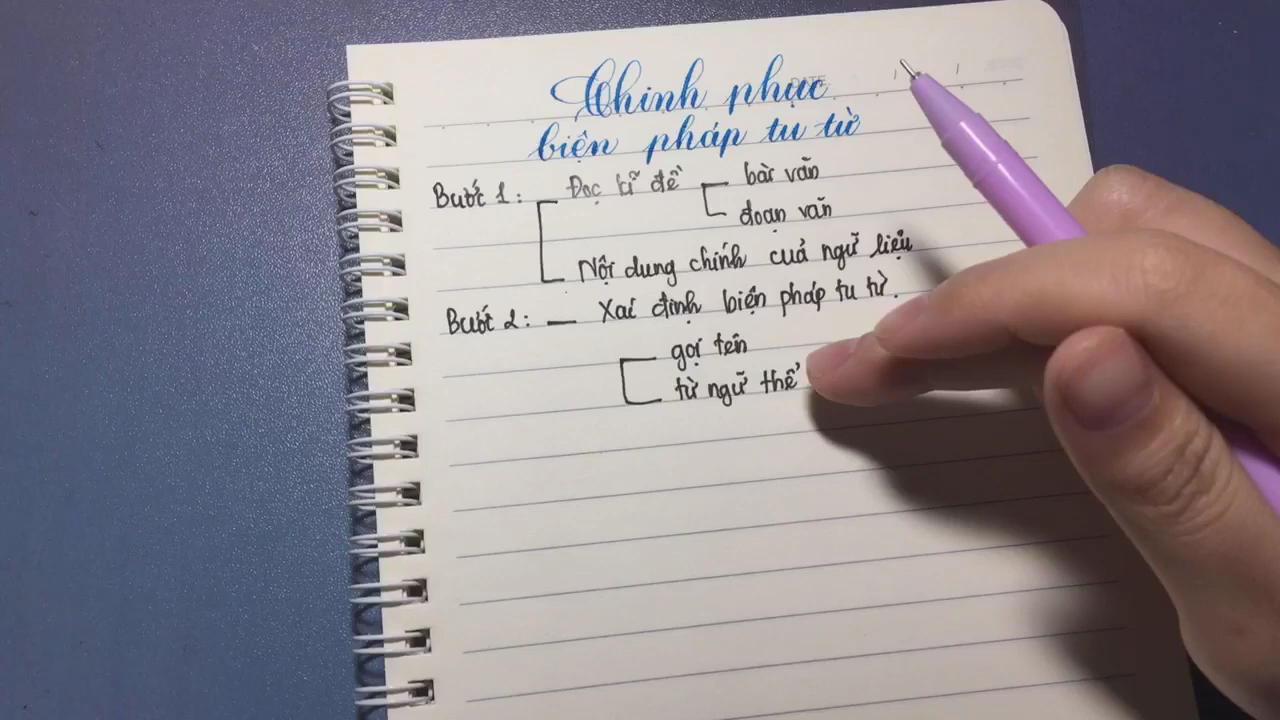 Chinh phục
biện pháp tu từ
DATE
Bước 1: Đọc kĩ đề
bài văn
đoạn văn
Nội dung chính của ngữ liệu
Bước 2: — Xác định biện pháp tu từ.
gọi tên
từ ngữ thể